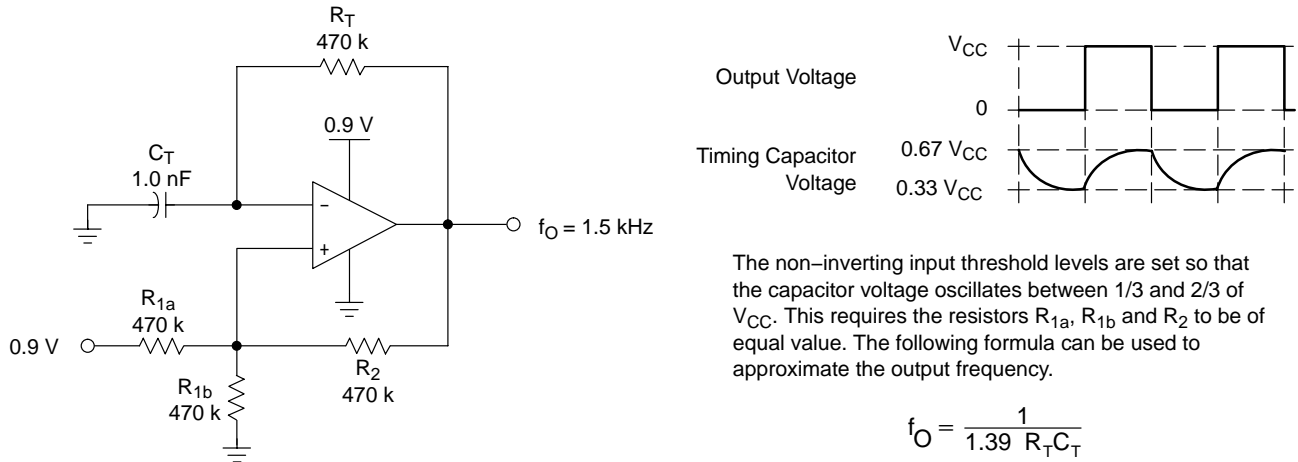 R_T
470 k
0.9 V
C_T
1.0 nF
−
+
f_O = 1.5 kHz
R_1a
470 k
0.9 V
R_2
470 k
R_1b
470 k
V_CC
Output Voltage
0
Timing Capacitor
Voltage
0.67 V_CC
0.33 V_CC
The non−inverting input threshold levels are set so that
the capacitor voltage oscillates between 1/3 and 2/3 of
V_CC. This requires the resistors R_1a, R_1b and R_2 to be of
equal value. The following formula can be used to
approximate the output frequency.
f_O = 1 / 1.39 R_TC_T